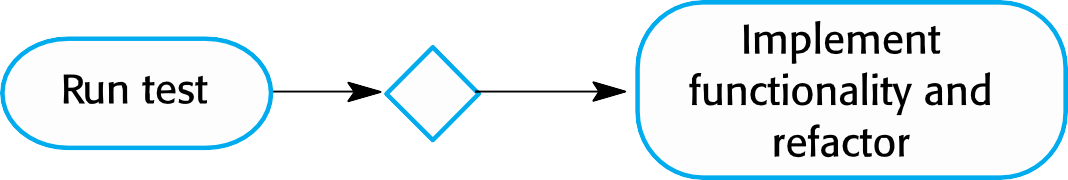 Run test
Implement
functionality and
refactor